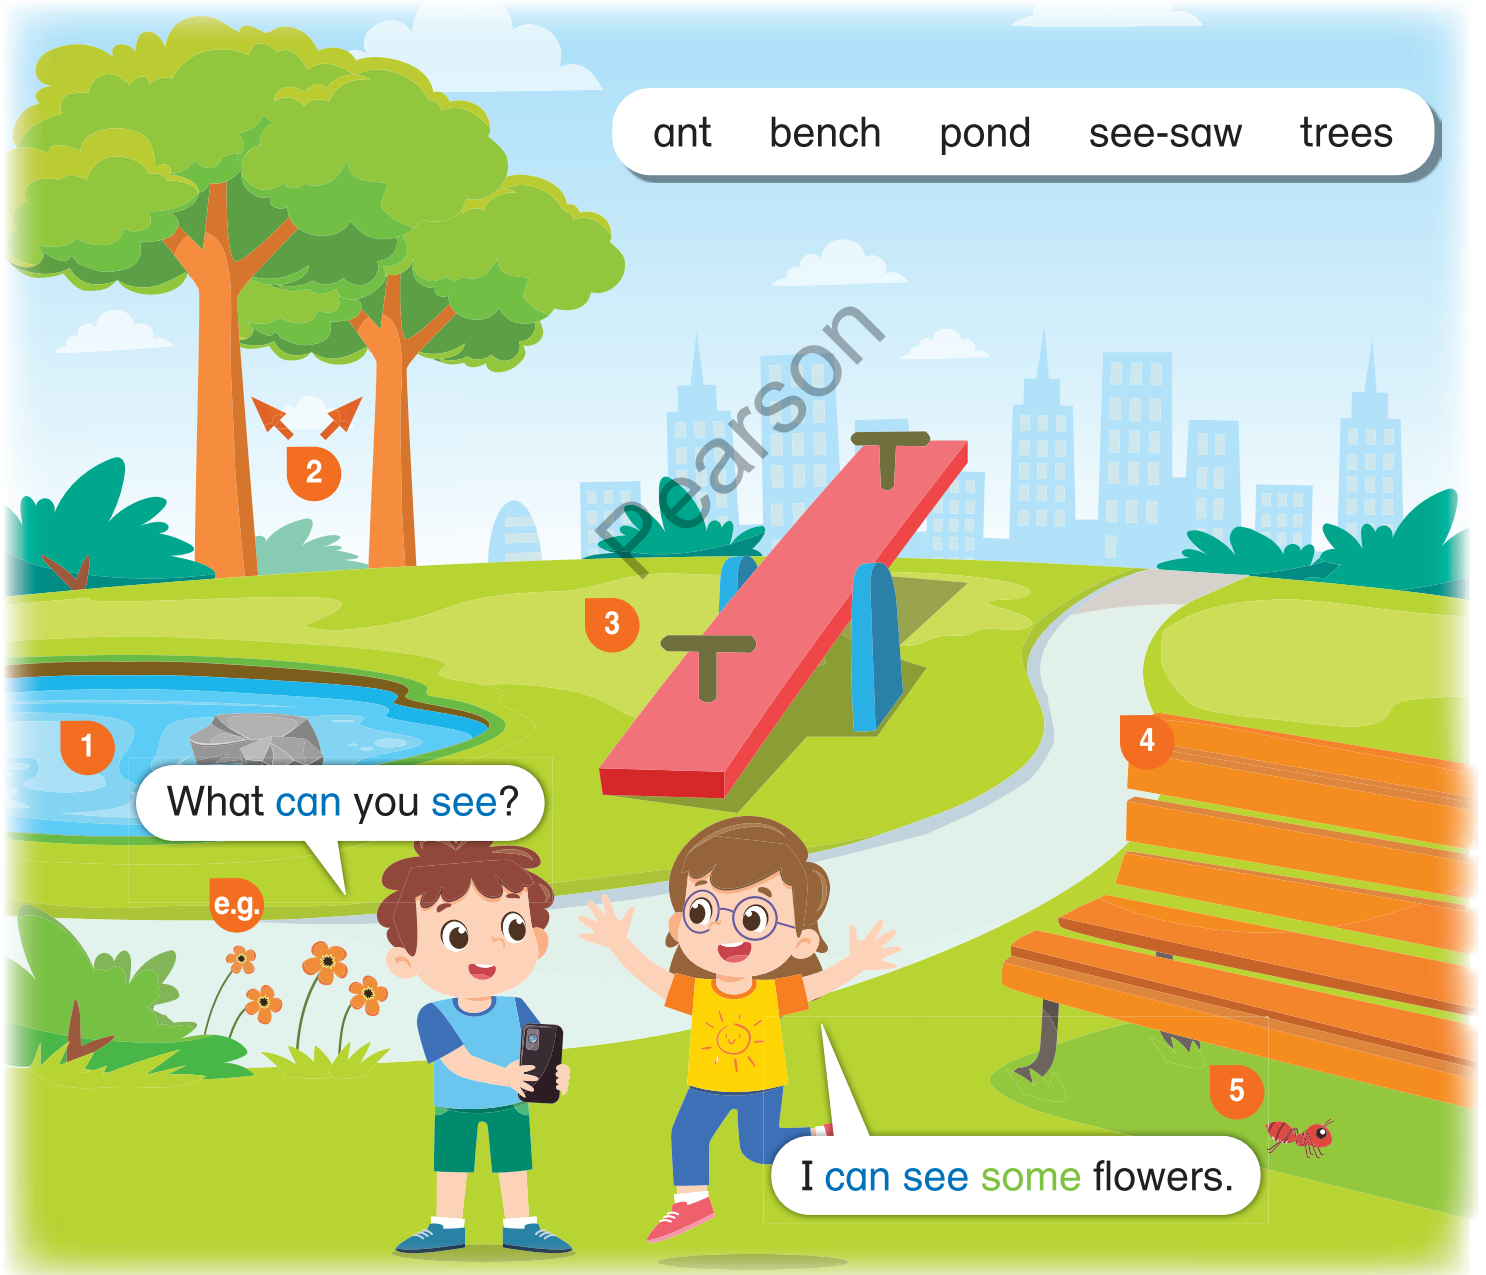 ant bench pond see-saw trees
2
Pearson
3
1
4
What can you see?
e.g.
5
I can see some flowers.